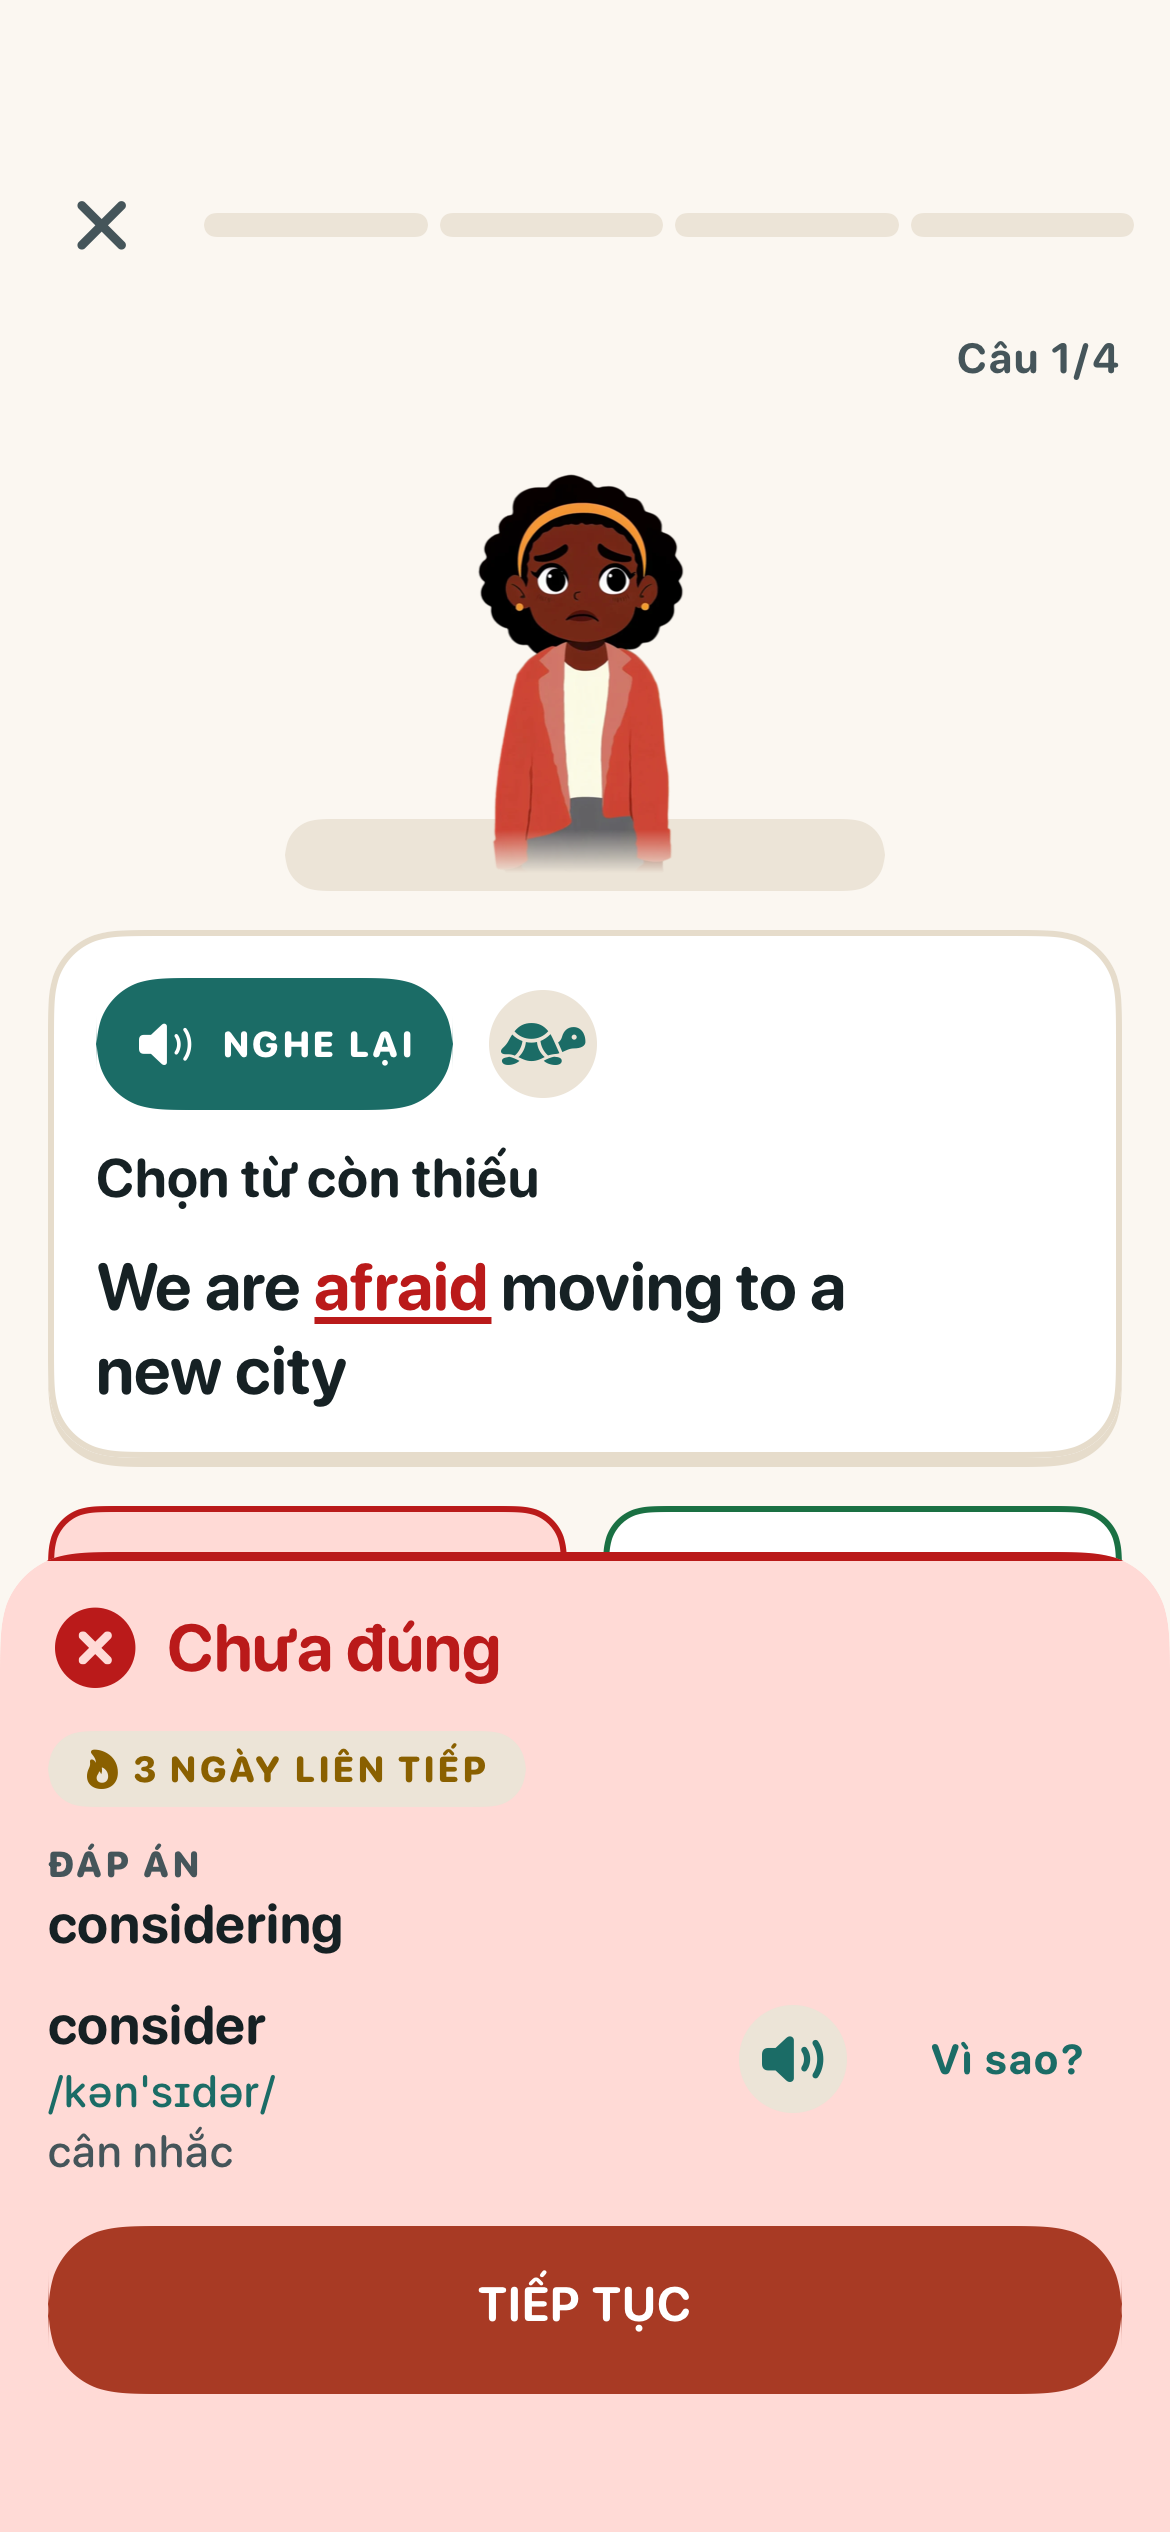 Câu 1/4
NGHE LẠI
Chọn từ còn thiếu
We are afraid moving to a
new city
Chưa đúng
3 NGÀY LIÊN TIẾP
ĐÁP ÁN
considering
consider
/kən'sɪdər/
cân nhắc
Vì sao?
TIẾP TỤC